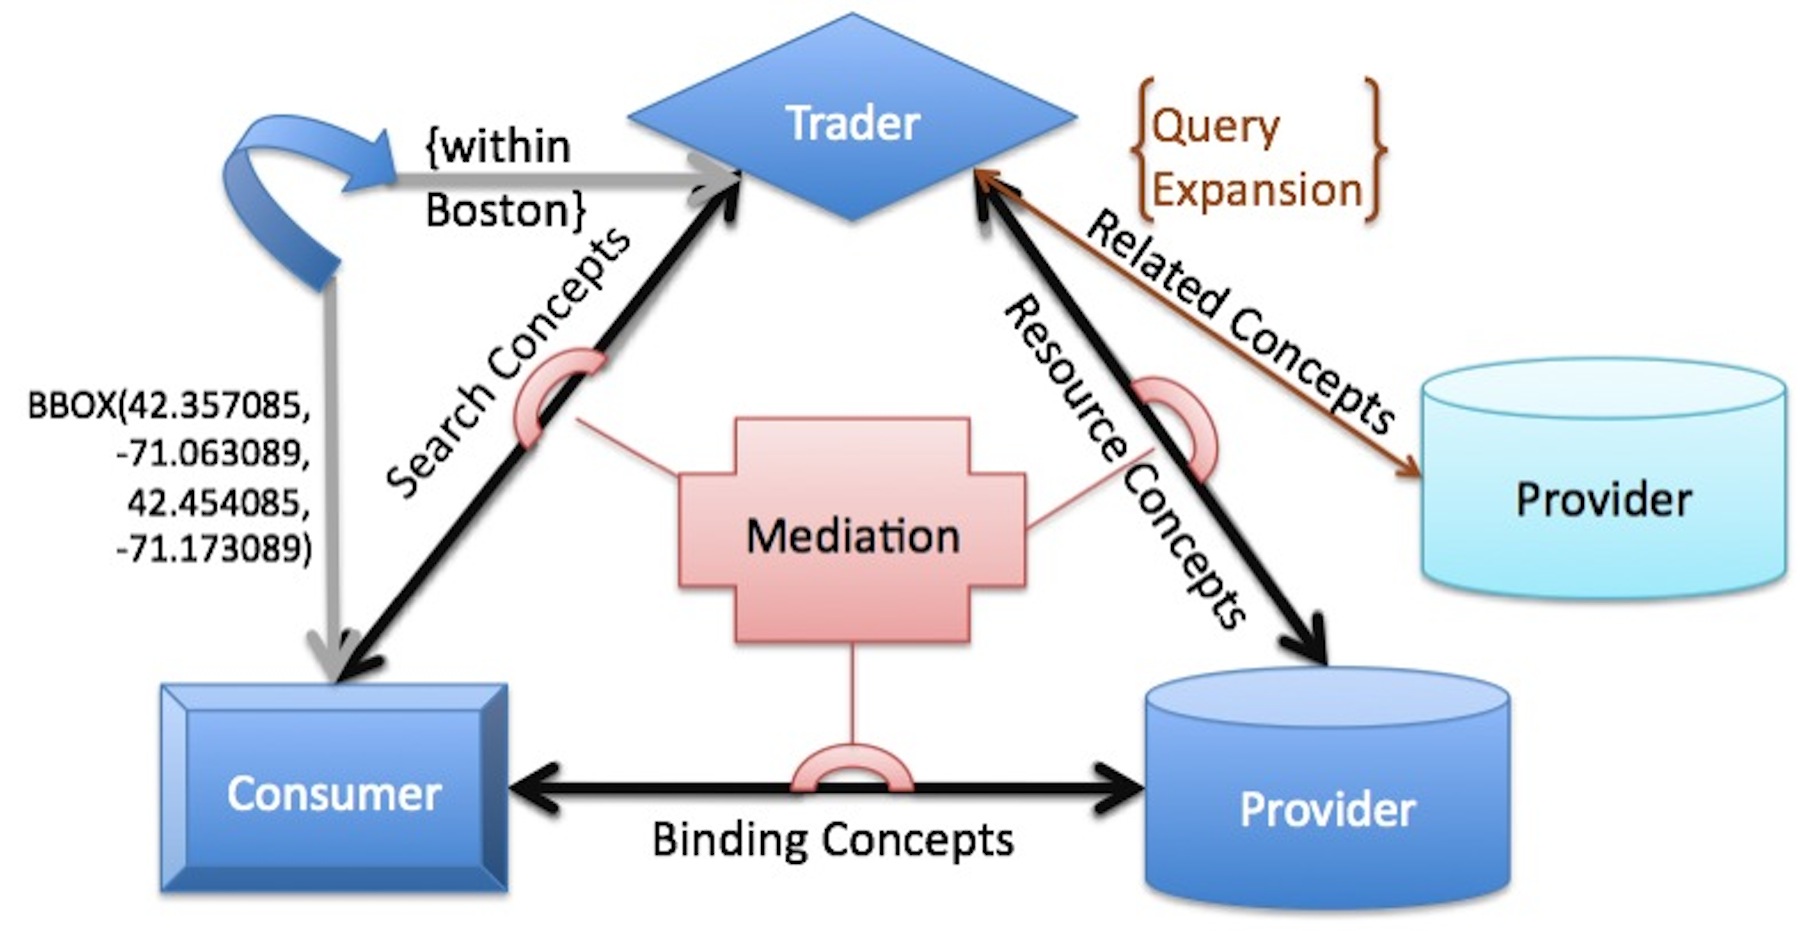 Trader
{within
Boston}
{Query
Expansion}
Search Concepts
Related Concepts
Resource Concepts
BBOX(42.357085,
-71.063089,
42.454085,
-71.173089)
Mediation
Provider
Consumer
Binding Concepts
Provider